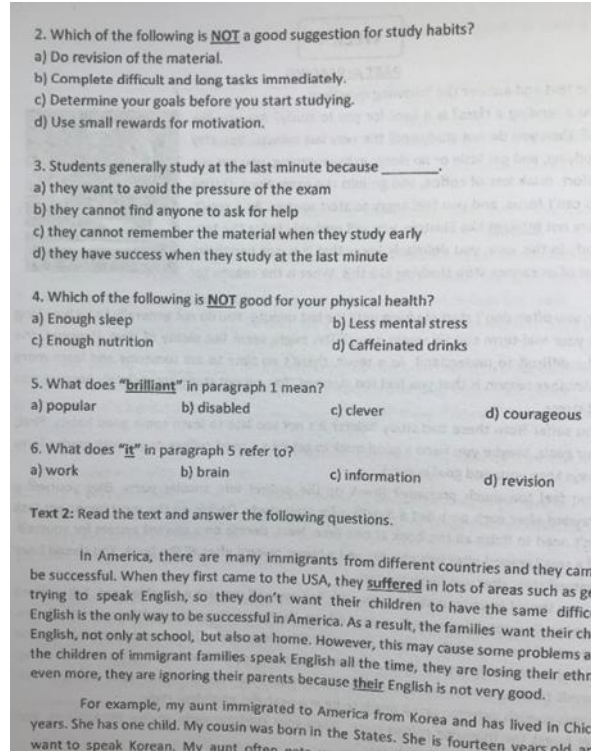 2. Which of the following is NOT a good suggestion for study habits?
a) Do revision of the material.
b) Complete difficult and long tasks immediately.
c) Determine your goals before you start studying.
d) Use small rewards for motivation.
3. Students generally study at the last minute because ________.
a) they want to avoid the pressure of the exam
b) they cannot find anyone to ask for help
c) they cannot remember the material when they study early
d) they have success when they study at the last minute
4. Which of the following is NOT good for your physical health?
a) Enough sleep b) Less mental stress
c) Enough nutrition d) Caffeinated drinks
5. What does "brilliant" in paragraph 1 mean?
a) popular b) disabled c) clever d) courageous
6. What does "it" in paragraph 5 refer to?
a) work b) brain c) information d) revision
Text 2: Read the text and answer the following questions.
In America, there are many immigrants from different countries and they cam
be successful. When they first came to the USA, they suffered in lots of areas such as ge
trying to speak English, so they don't want their children to have the same diffic
English is the only way to be successful in America. As a result, the families want their ch
English, not only at school, but also at home. However, this may cause some problems a
the children of immigrant families speak English all the time, they are losing their ethn
even more, they are ignoring their parents because their English is not very good.
For example, my aunt immigrated to America from Korea and has lived in Chic
years. She has one child. My cousin was born in the States. She is fourteen years old
want to speak Korean. My aunt often